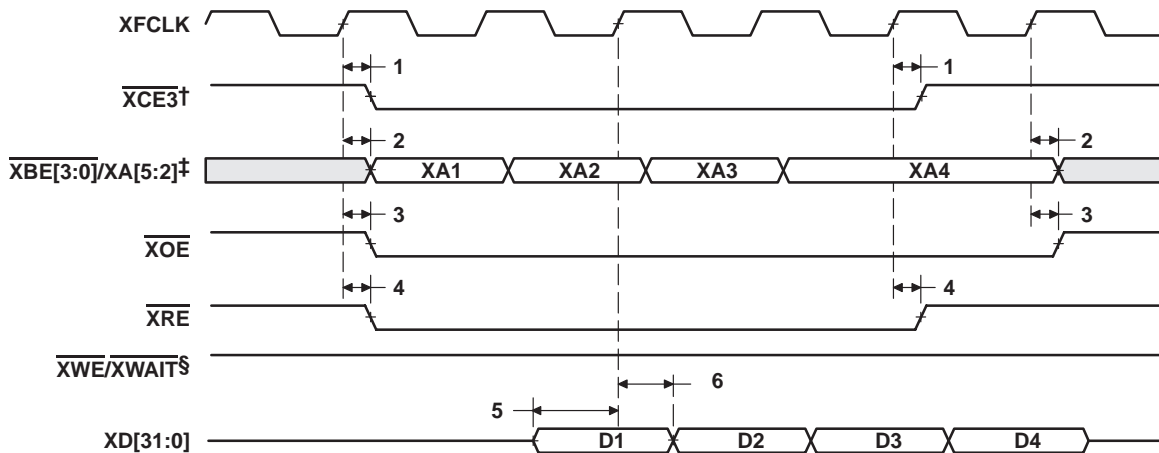 XFCLK
1 1
XCE3†
2 2
XBE[3:0]/XA[5:2]‡ XA1 XA2 XA3 XA4
3 3
XOE
4 4
XRE
XWE/XWAIT§
6
5
XD[31:0] D1 D2 D3 D4